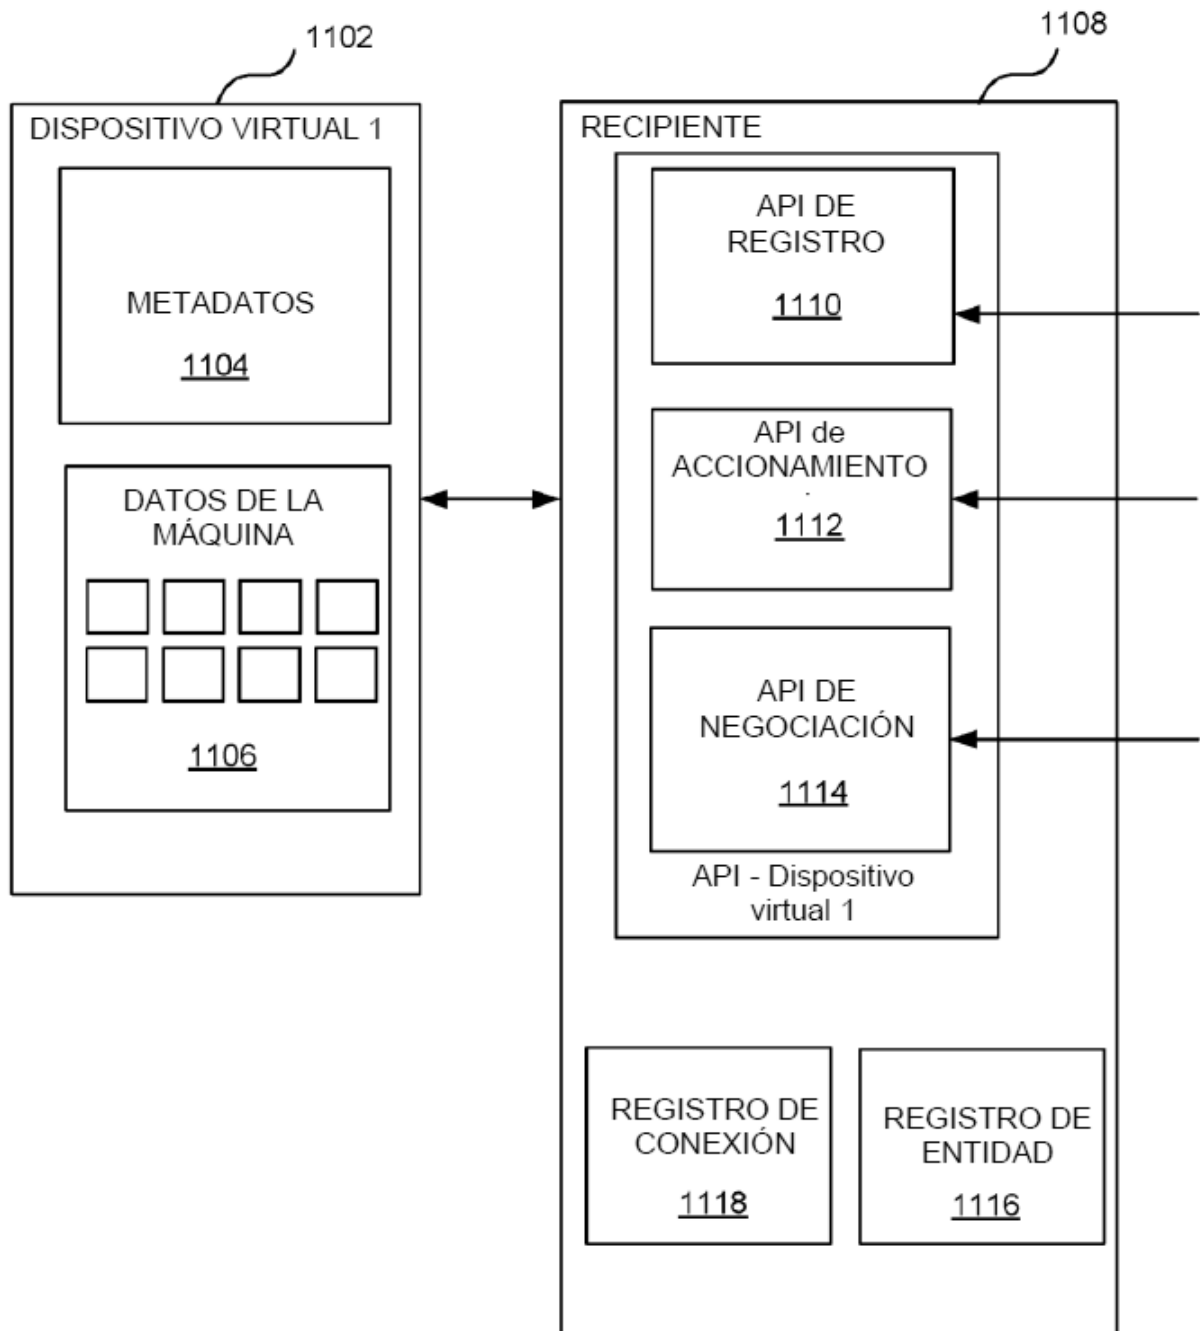 1102
DISPOSITIVO VIRTUAL 1
METADATOS
1104
DATOS DE LA
MÁQUINA
1106
1108
RECIPIENTE
API DE
REGISTRO
1110
API de
ACCIONAMIENTO
1112
API DE
NEGOCIACIÓN
1114
API - Dispositivo
virtual 1
REGISTRO DE
CONEXIÓN
1118
REGISTRO DE
ENTIDAD
1116